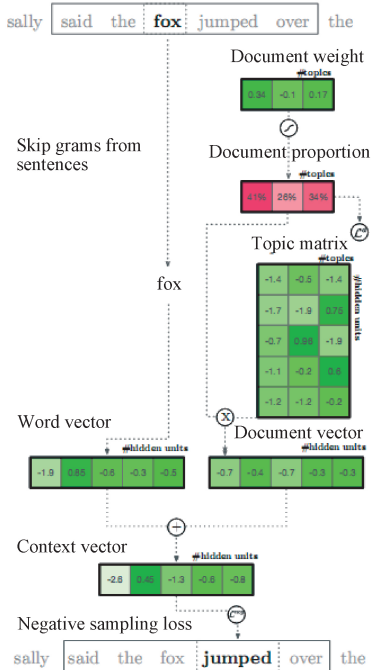 sally said the fox jumped over the
Document weight
#topics
0.34 -0.1 0.17
Skip grams from
sentences
Document proportion
#topics
41% 26% 34%
Topic matrix
#topics
#hidden units
-1.4 -0.5 -1.4
-1.7 -1.9 0.75
-0.7 0.96 -1.9
-1.1 -0.2 0.6
-1.2 -1.2 -0.2
fox
x
Word vector
#hidden units
-1.9 0.85 -0.6 -0.3 -0.5
Document vector
#hidden units
-0.7 -0.4 -0.7 -0.3 -0.3
+
Context vector
#hidden units
-2.6 0.45 -1.3 -0.6 -0.8
Negative sampling loss
sally said the fox jumped over the